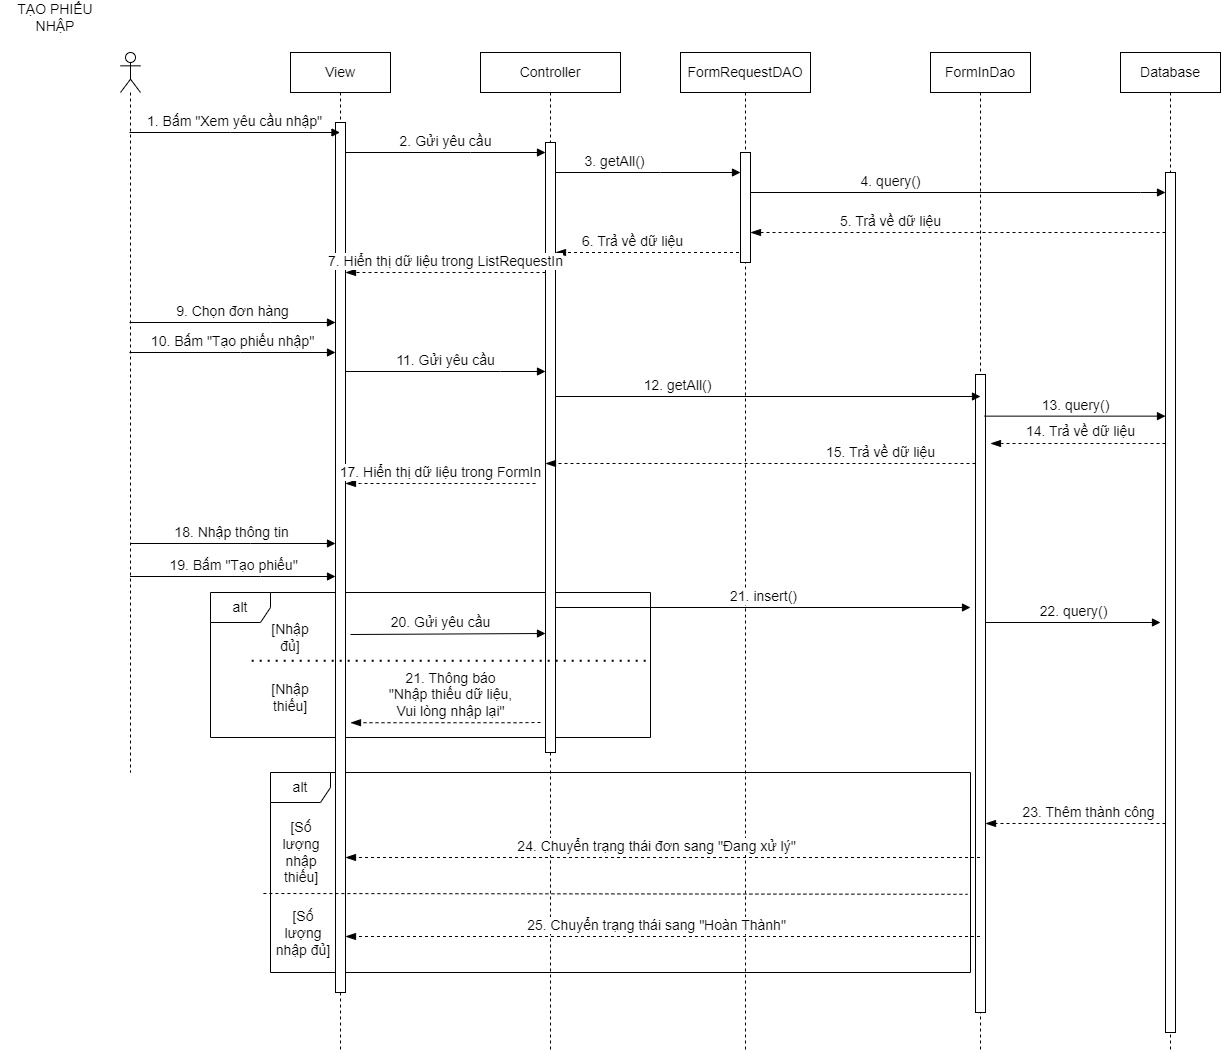 TẠO PHIẾU
NHẬP
View
Controller
FormRequestDAO
FormInDao
Database
1. Bấm "Xem yêu cầu nhập"
2. Gửi yêu cầu
3. getAll()
4. query()
5. Trả về dữ liệu
6. Trả về dữ liệu
7. Hiển thị dữ liệu trong ListRequestIn
9. Chọn đơn hàng
10. Bấm "Tạo phiếu nhập"
11. Gửi yêu cầu
12. getAll()
13. query()
14. Trả về dữ liệu
15. Trả về dữ liệu
17. Hiển thị dữ liệu trong FormIn
18. Nhập thông tin
19. Bấm "Tạo phiếu"
alt
21. insert()
22. query()
[Nhập
đủ]
20. Gửi yêu cầu
[Nhập
thiếu]
21. Thông báo
"Nhập thiếu dữ liệu,
Vui lòng nhập lại"
alt
23. Thêm thành công
[Số
lượng
nhập
thiếu]
24. Chuyển trạng thái đơn sang "Đang xử lý"
[Số
lượng
nhập đủ]
25. Chuyển trạng thái sang "Hoàn Thành"